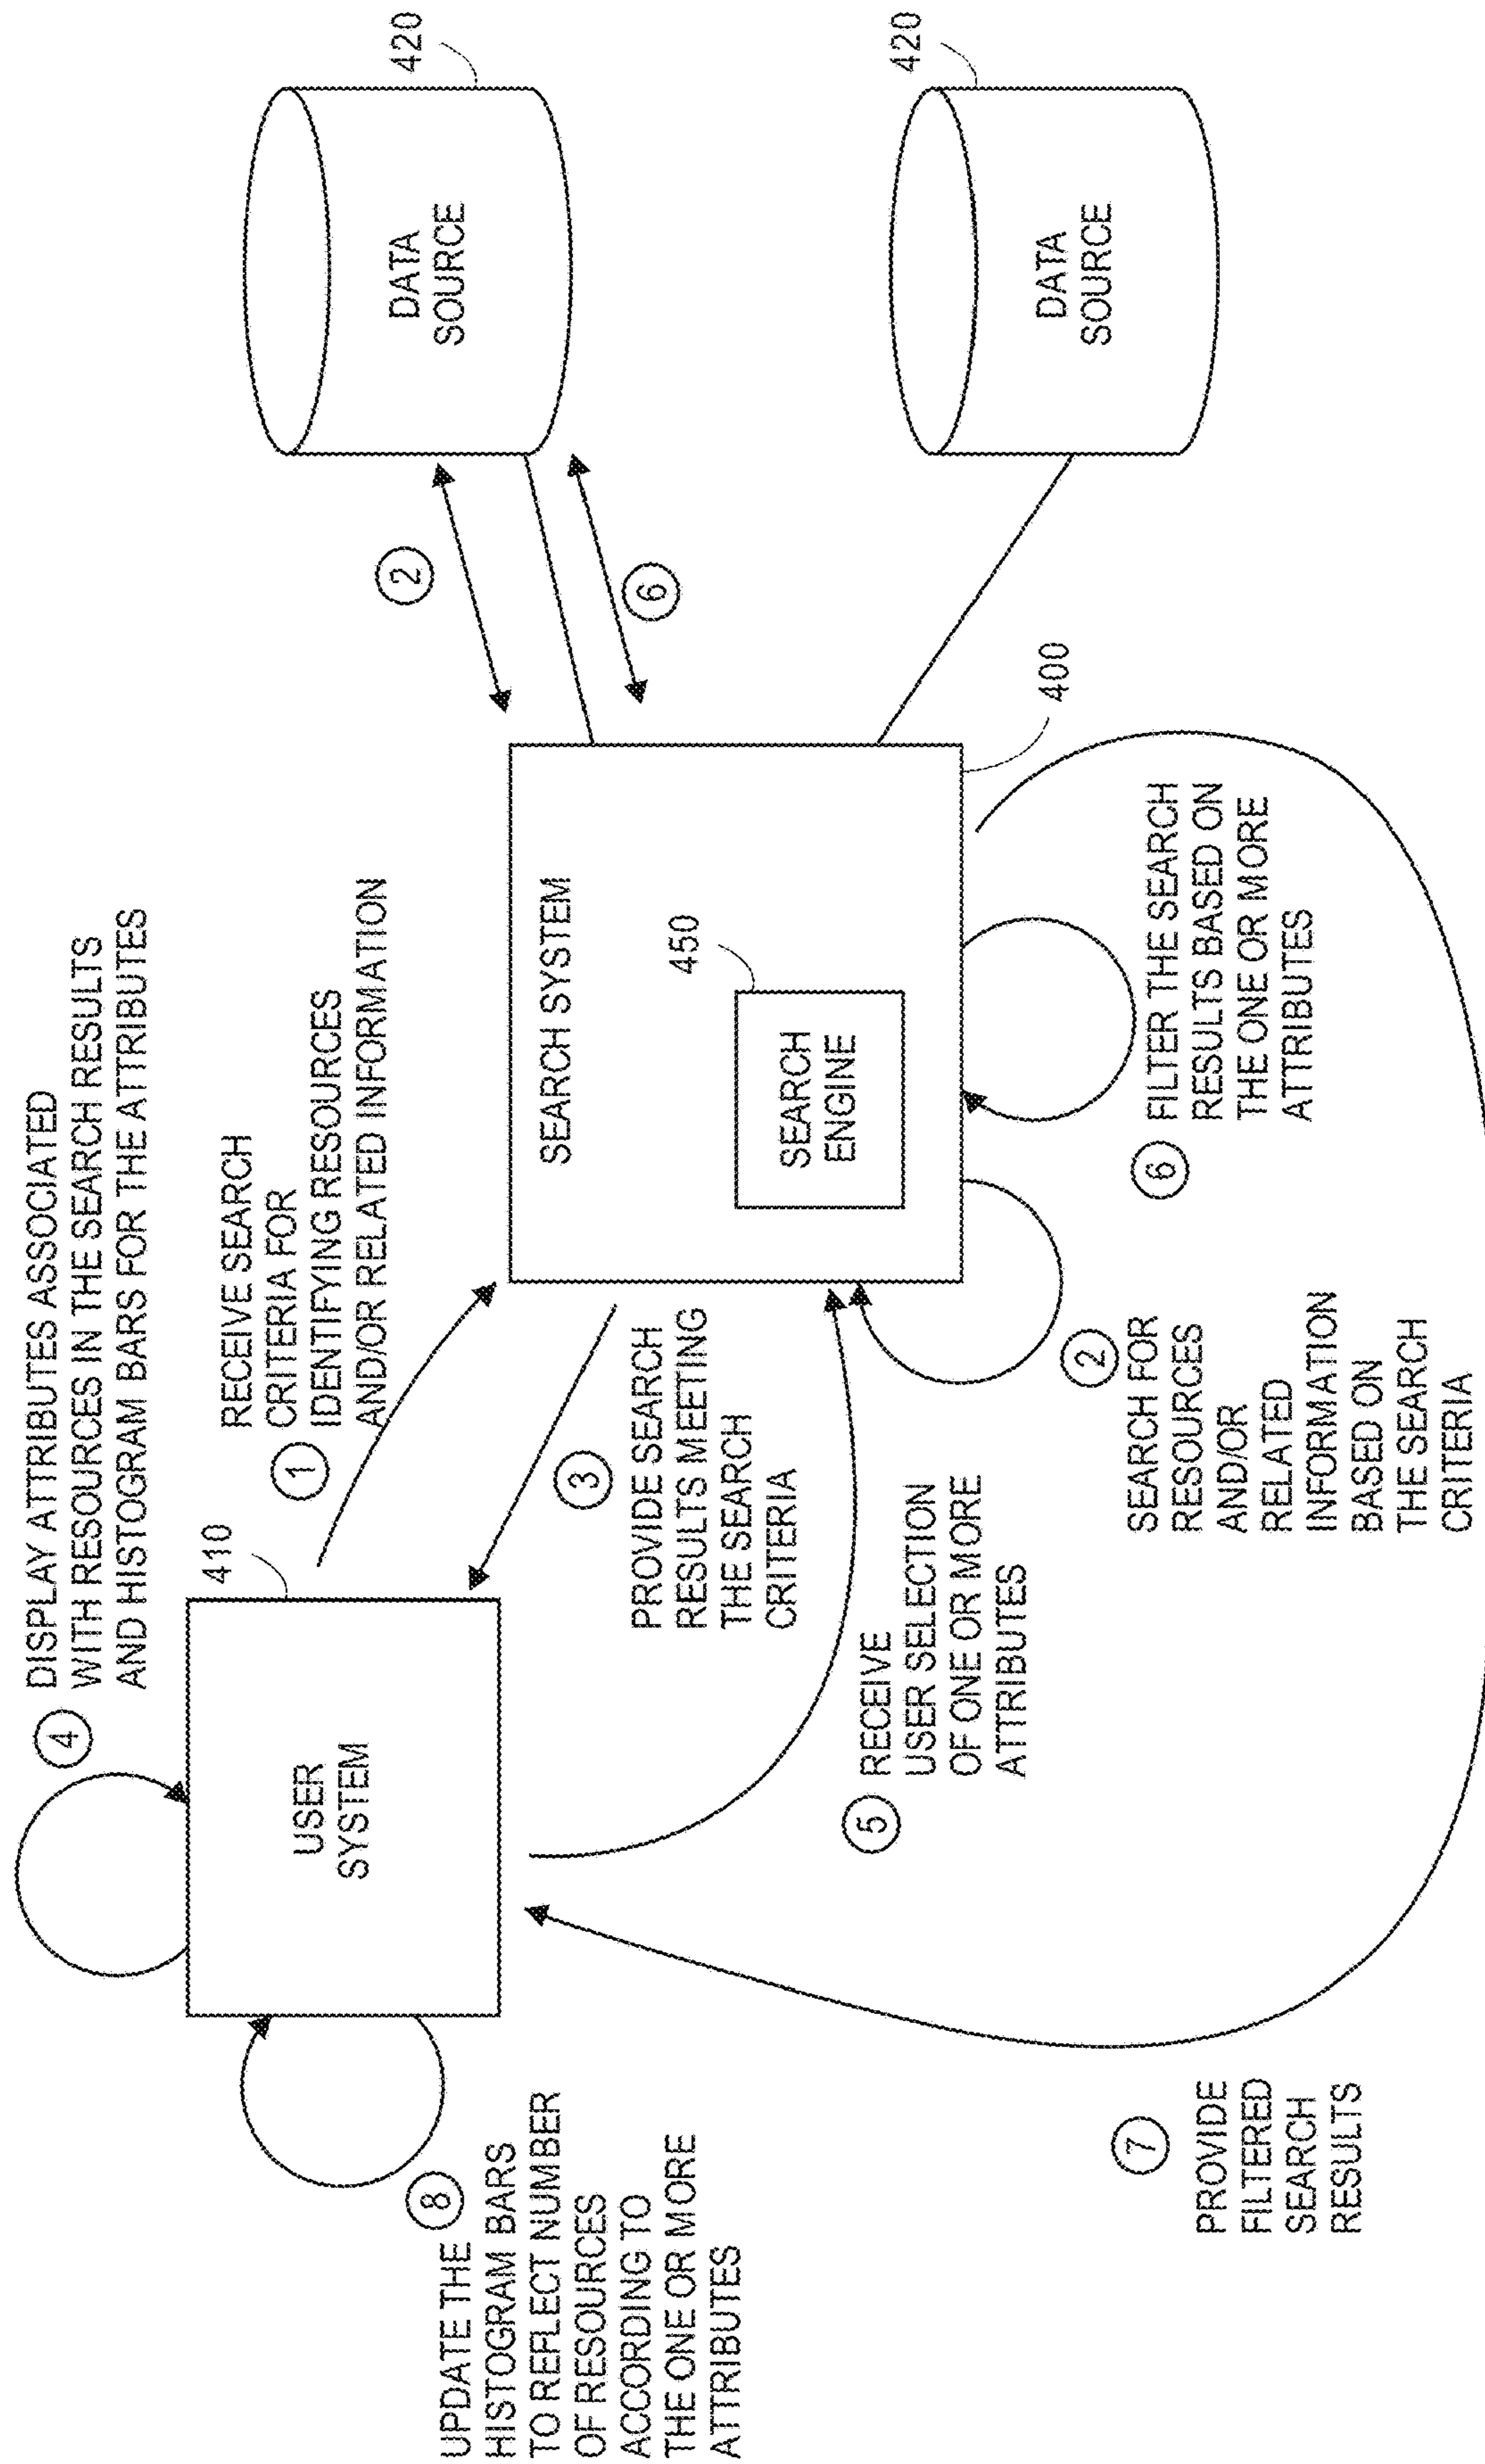 4
DISPLAY ATTRIBUTES ASSOCIATED
WITH RESOURCES IN THE SEARCH RESULTS
AND HISTOGRAM BARS FOR THE ATTRIBUTES
410
USER
SYSTEM
1
RECEIVE SEARCH
CRITERIA FOR
IDENTIFYING RESOURCES
AND/OR RELATED INFORMATION
8
UPDATE THE
HISTOGRAM BARS
TO REFLECT NUMBER
OF RESOURCES
ACCORDING TO
THE ONE OR MORE
ATTRIBUTES
3
PROVIDE SEARCH
RESULTS MEETING
THE SEARCH
CRITERIA
5
RECEIVE
USER SELECTION
OF ONE OR MORE
ATTRIBUTES
SEARCH SYSTEM
450
SEARCH
ENGINE
400
2
SEARCH FOR
RESOURCES
AND/OR
RELATED
INFORMATION
BASED ON
THE SEARCH
CRITERIA
6
FILTER THE SEARCH
RESULTS BASED ON
THE ONE OR MORE
ATTRIBUTES
7
PROVIDE
FILTERED
SEARCH
RESULTS
2
6
DATA
SOURCE
420
DATA
SOURCE
420